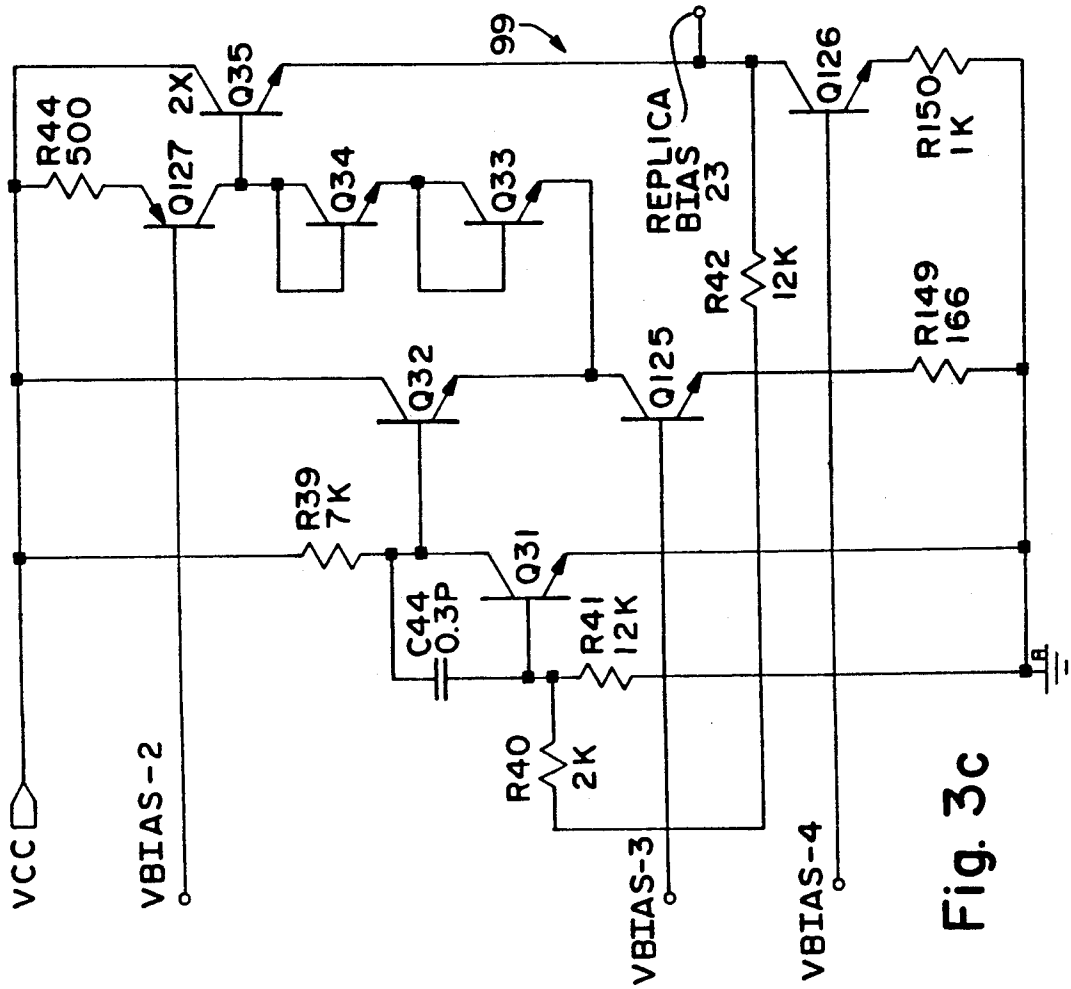 VCC
VBIAS-2
R44
500
Q127
2X
Q35
99
Q34
Q33
REPLICA
BIAS
23
R39
7K
Q32
C44
0.3P
Q31
R41
12K
R40
2K
R42
12K
Q125
Q126
VBIAS-3
VBIAS-4
R149
166
R150
1K
A
Fig. 3c